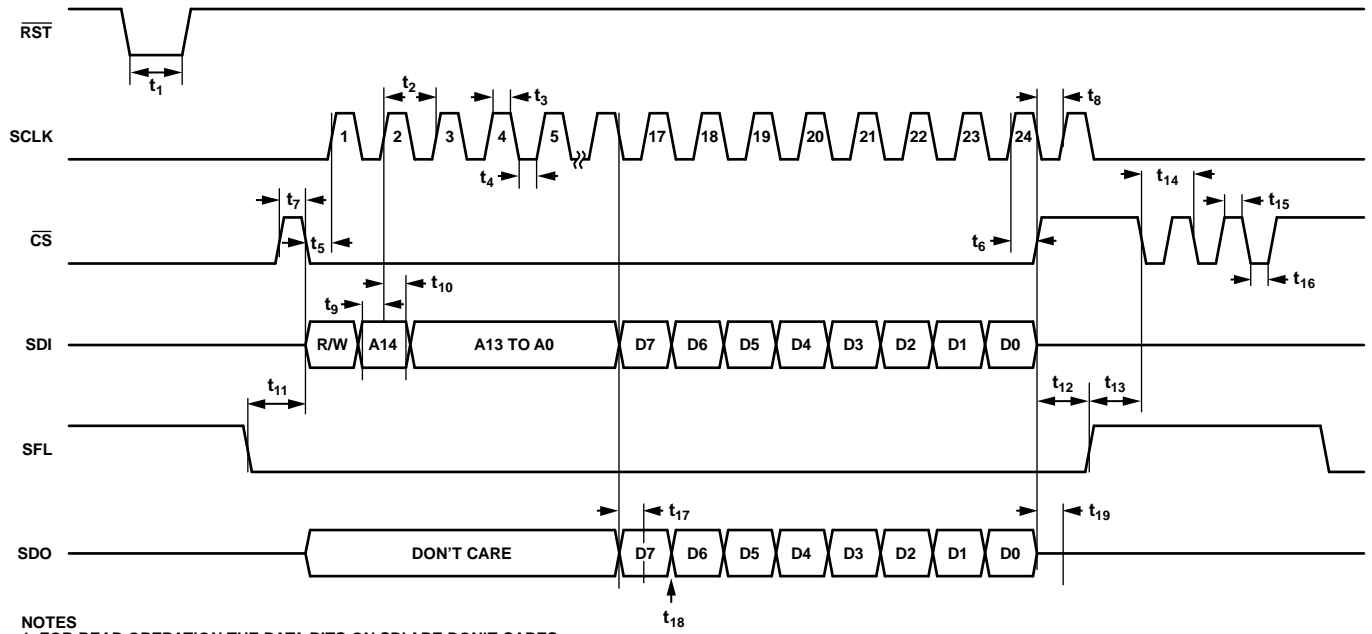 RST
t1
t2
t3
t8
SCLK
1
2
3
4
5
17
18
19
20
21
22
23
24
t4
t14
t7
t15
CS
t5
t6
t16
t10
t9
SDI
R/W
A14
A13 TO A0
D7
D6
D5
D4
D3
D2
D1
D0
t11
t12
t13
SFL
t17
t19
SDO
DON'T CARE
D7
D6
D5
D4
D3
D2
D1
D0
t18
NOTES